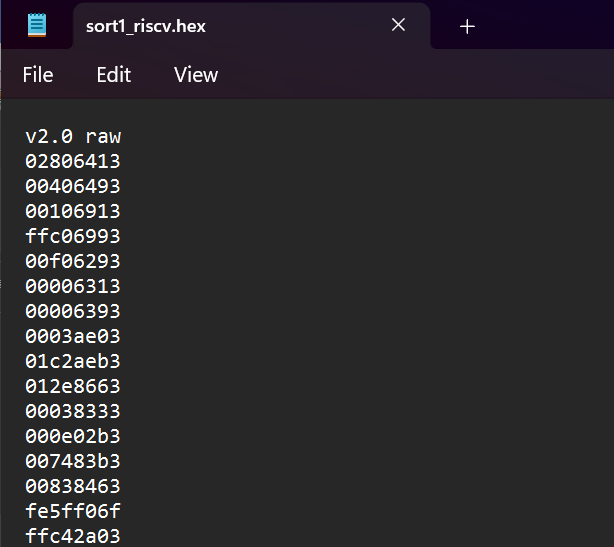 sort1_riscv.hex
File Edit View
v2.0 raw
02806413
00406493
00106913
ffc06993
00f06293
00006313
00006393
0003ae03
01c2aeb3
012e8663
00038333
000e02b3
007483b3
00838463
fe5ff06f
ffc42a03